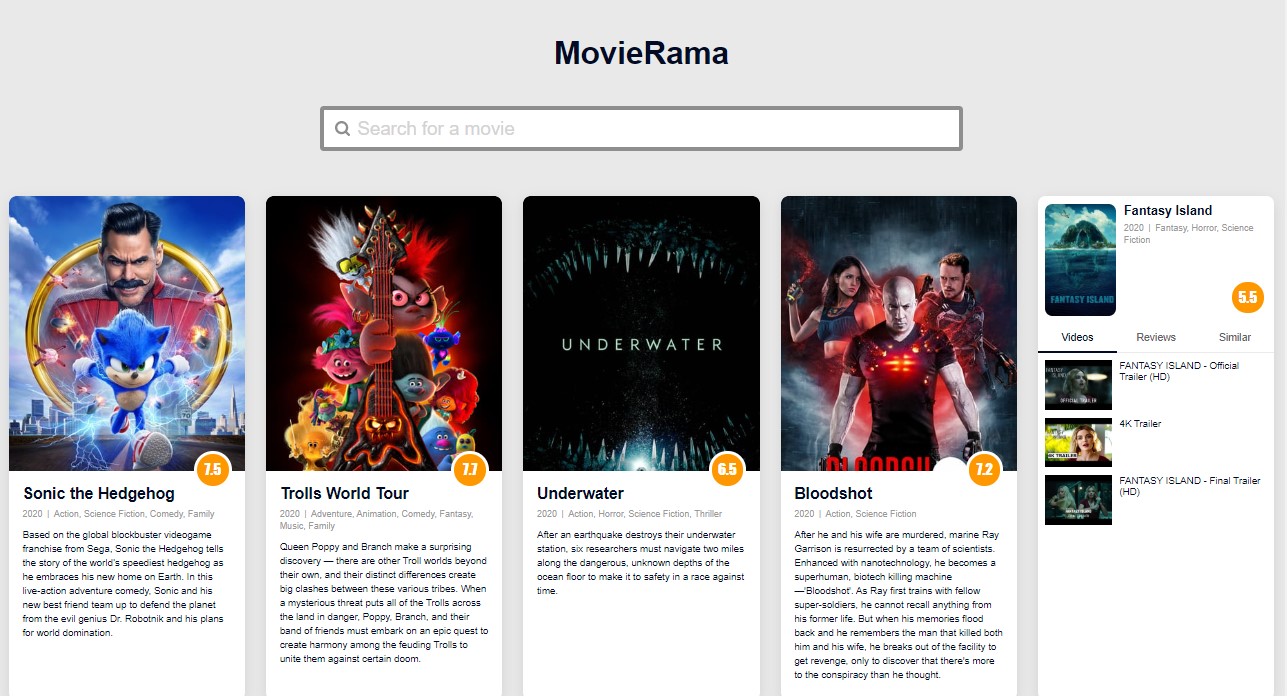 MovieRama
Search for a movie
UNDERWATER
BLOODSH
7.5
7.7
6.5
7.2
Sonic the Hedgehog
2020 | Action, Science Fiction, Comedy, Family
Based on the global blockbuster videogame
franchise from Sega, Sonic the Hedgehog tells
the story of the world's speediest hedgehog as
he embraces his new home on Earth. In this
live-action adventure comedy, Sonic and his
new best friend team up to defend the planet
from the evil genius Dr. Robotnik and his plans
for world domination.
Trolls World Tour
2020 | Adventure, Animation, Comedy, Fantasy,
Music, Family
Queen Poppy and Branch make a surprising
discovery — there are other Troll worlds beyond
their own, and their distinct differences create
big clashes between these various tribes. When
a mysterious threat puts all of the Trolls across
the land in danger, Poppy, Branch, and their
band of friends must embark on an epic quest to
create harmony among the feuding Trolls to
unite them against certain doom.
Underwater
2020 | Action, Horror, Science Fiction, Thriller
After an earthquake destroys their underwater
station, six researchers must navigate two miles
along the dangerous, unknown depths of the
ocean floor to make it to safety in a race against
time.
Bloodshot
2020 | Action, Science Fiction
After he and his wife are murdered, marine Ray
Garrison is resurrected by a team of scientists.
Enhanced with nanotechnology, he becomes a
superhuman, biotech killing machine
—'Bloodshot'. As Ray first trains with fellow
super-soldiers, he cannot recall anything from
his former life. But when his memories flood
back and he remembers the man that killed both
him and his wife, he breaks out of the facility to
get revenge, only to discover that there's more
to the conspiracy than he thought.
FANTASY ISLAND
Fantasy Island
2020 | Fantasy, Horror, Science
Fiction
5.5
Videos Reviews Similar
FANTASY ISLAND
OFFICIAL TRAILER
FANTASY ISLAND - Official
Trailer (HD)
4K TRAILER
4K Trailer
FANTASY ISLAND
FANTASY ISLAND - Final Trailer
(HD)